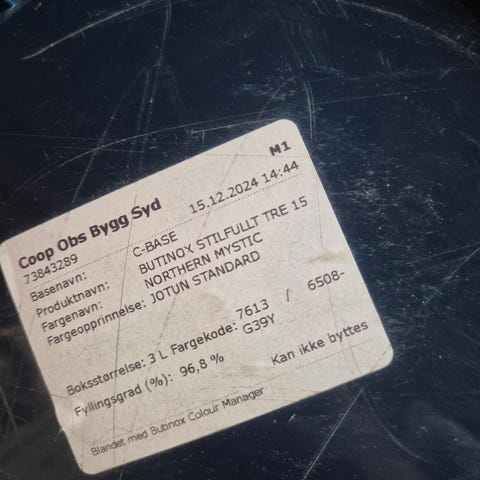 M1
Coop Obs Bygg Syd 15.12.2024 14:44
73843289
Basenavn: C-BASE
Produktnavn: BUTINOX STILFULLT TRE 15
Fargenavn: NORTHERN MYSTIC
Fargeopprinnelse: JOTUN STANDARD
Boksstørrelse: 3 L Fargekode: 7613 / 6508-
G39Y
Fyllingsgrad (%): 96,8 %
Kan ikke byttes
Blandet med Butinox Colour Manager